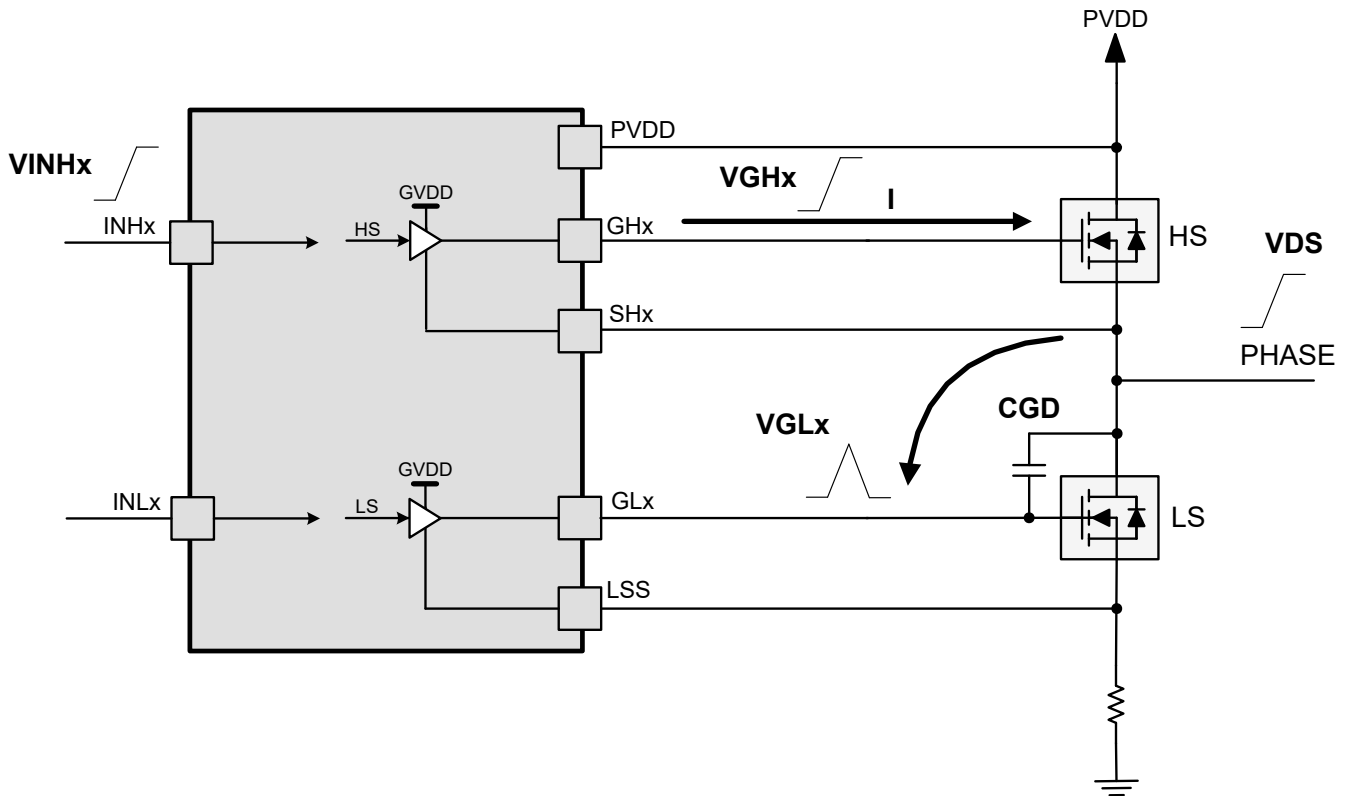 PVDD
PVDD
VINHx
VGHx
I
GVDD
INHx
HS
GHx
HS
VDS
SHx
PHASE
CGD
VGLx
GVDD
INLx
LS
GLx
LS
LSS